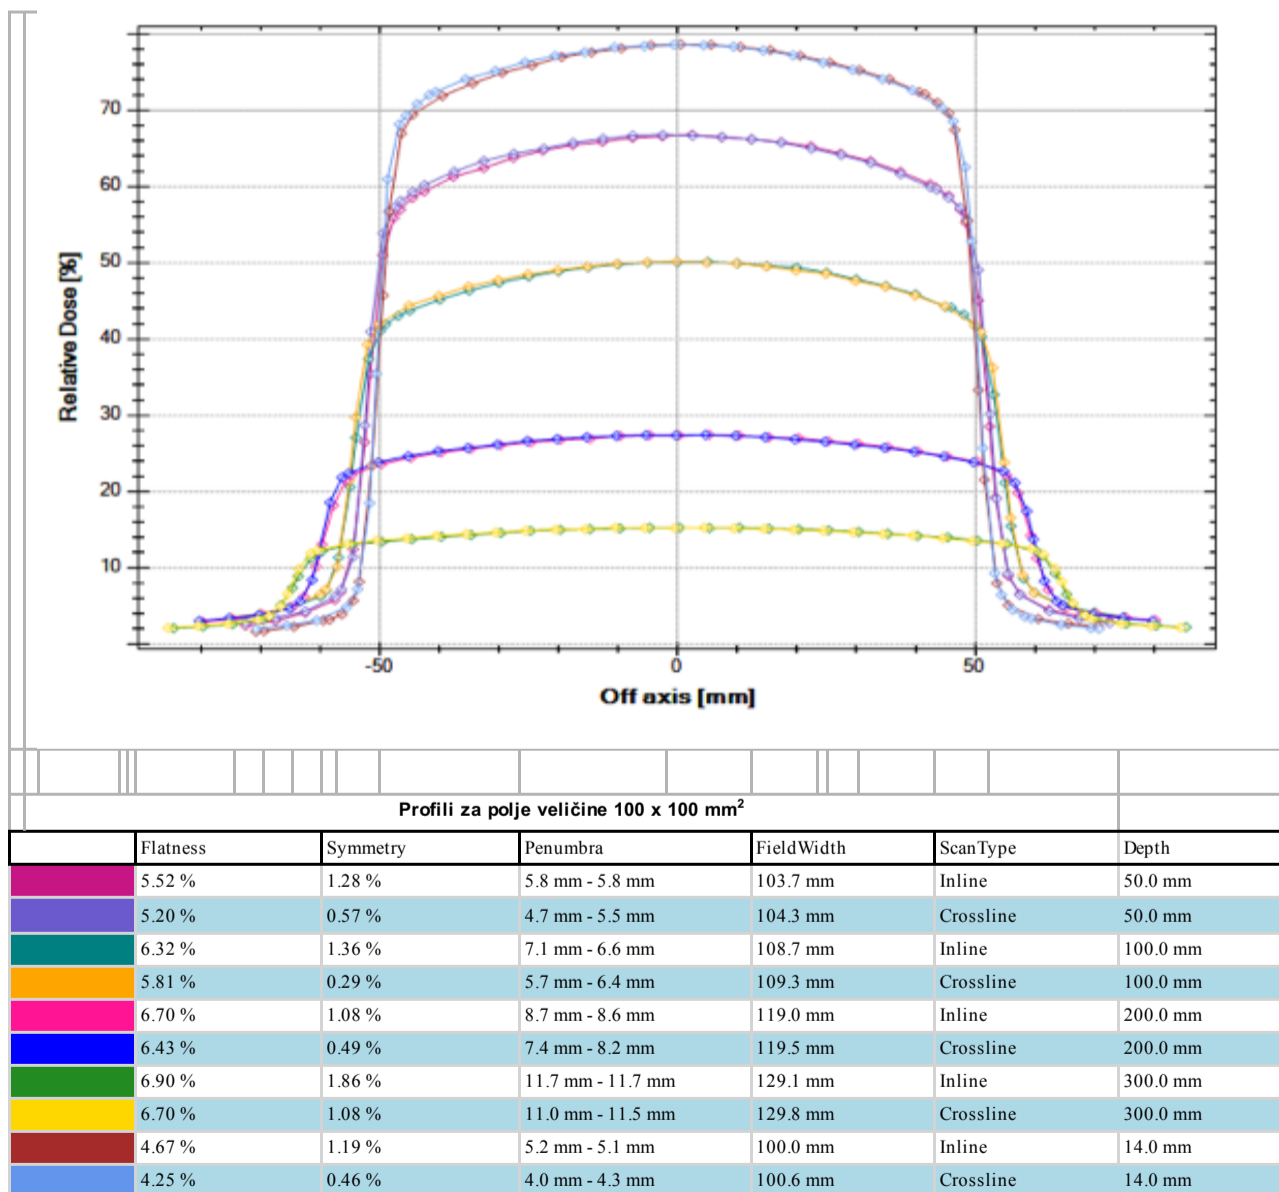 70
60
50
40
30
20
10
Relative Dose [%]
-50 0 50
Off axis [mm]
Profili za polje veličine 100 x 100 mm²
Flatness Symmetry Penumbra FieldWidth ScanType Depth
5.52 % 1.28 % 5.8 mm - 5.8 mm 103.7 mm Inline 50.0 mm
5.20 % 0.57 % 4.7 mm - 5.5 mm 104.3 mm Crossline 50.0 mm
6.32 % 1.36 % 7.1 mm - 6.6 mm 108.7 mm Inline 100.0 mm
5.81 % 0.29 % 5.7 mm - 6.4 mm 109.3 mm Crossline 100.0 mm
6.70 % 1.08 % 8.7 mm - 8.6 mm 119.0 mm Inline 200.0 mm
6.43 % 0.49 % 7.4 mm - 8.2 mm 119.5 mm Crossline 200.0 mm
6.90 % 1.86 % 11.7 mm - 11.7 mm 129.1 mm Inline 300.0 mm
6.70 % 1.08 % 11.0 mm - 11.5 mm 129.8 mm Crossline 300.0 mm
4.67 % 1.19 % 5.2 mm - 5.1 mm 100.0 mm Inline 14.0 mm
4.25 % 0.46 % 4.0 mm - 4.3 mm 100.6 mm Crossline 14.0 mm